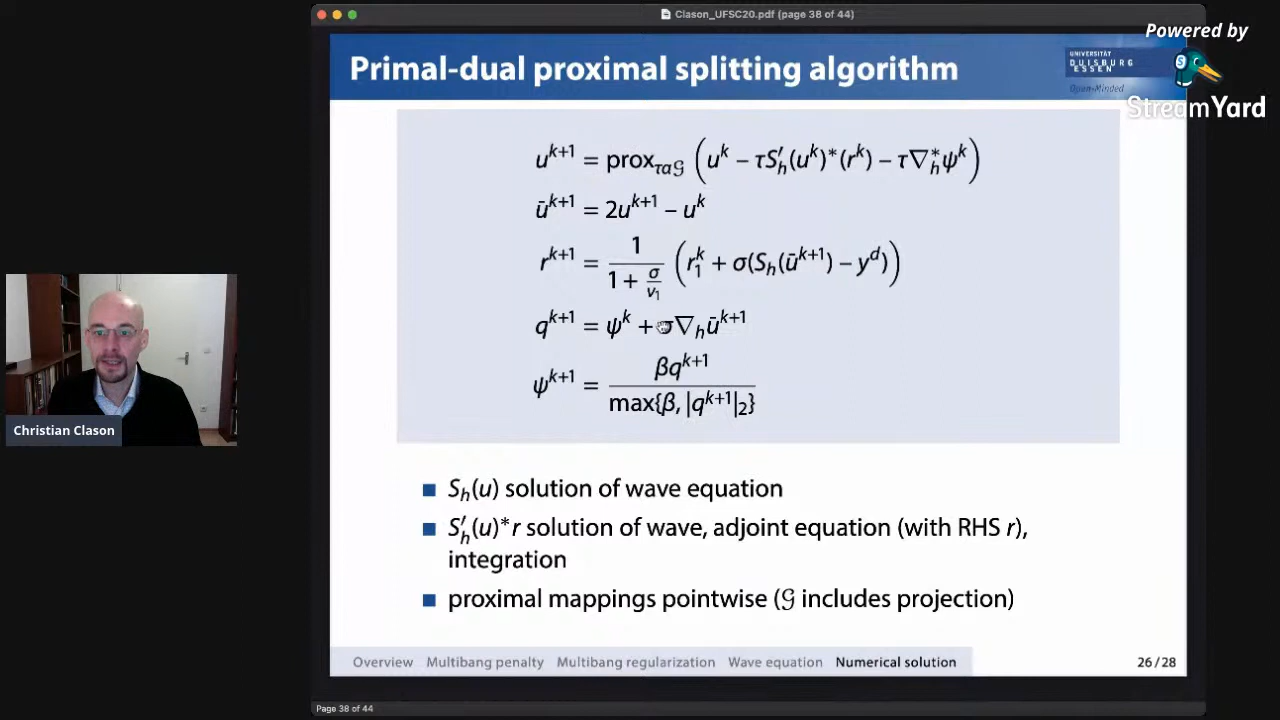 Clason_UFSC20.pdf (page 38 of 44)
Powered by
StreamYard
Primal-dual proximal splitting algorithm
UNIVERSITÄT
DUISBURG
ESSEN
Open-Minded
u^{k+1} = prox_{ταG} (u^k − τS′_h(u^k)*(r^k) − τ∇*_h ψ^k)
ū^{k+1} = 2u^{k+1} − u^k
r^{k+1} = 1/(1 + σ/ν_1) (r_1^k + σ(S_h(ū^{k+1}) − y^d))
q^{k+1} = ψ^k + σ∇_h ū^{k+1}
ψ^{k+1} = βq^{k+1}/max{β, |q^{k+1}|_2}
Christian Clason
■ S_h(u) solution of wave equation
■ S′_h(u)*r solution of wave, adjoint equation (with RHS r),
integration
■ proximal mappings pointwise (G includes projection)
Overview Multibang penalty Multibang regularization Wave equation Numerical solution 26 / 28
Page 38 of 44